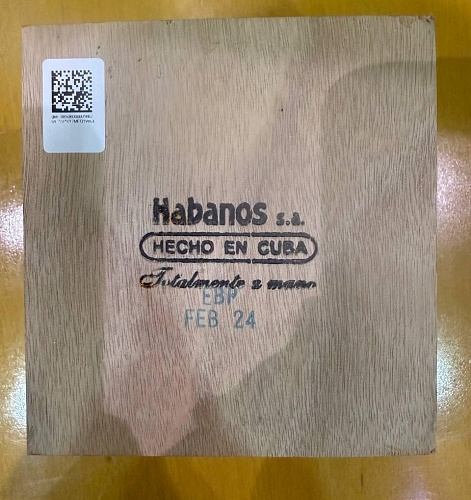 Habanos s.a.
HECHO EN CUBA
Totalmente a mano
EBP
FEB 24